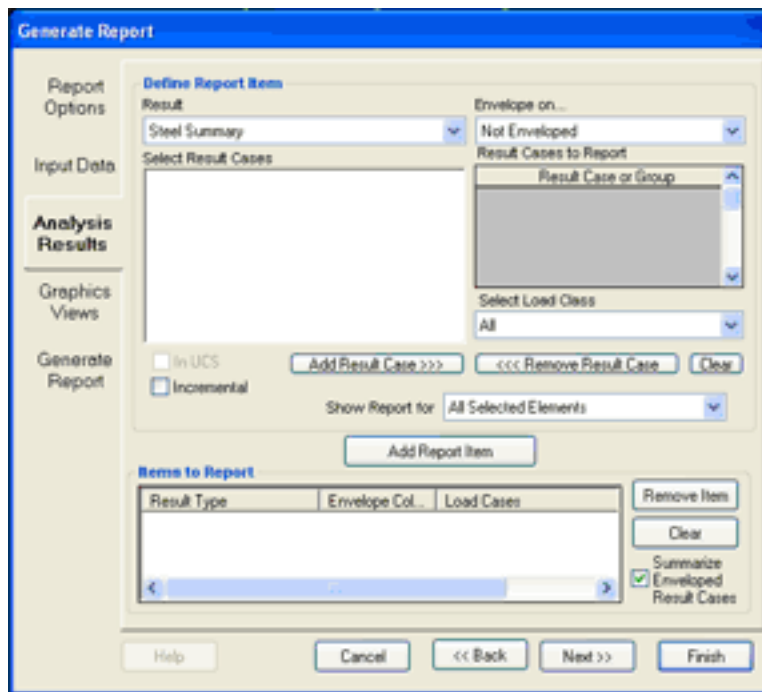 Generate Report
Report
Options
Input Data
Analysis
Results
Graphics
Views
Generate
Report
Define Report Item
Result
Envelope on...
Steel Summary
Not Enveloped
Select Result Cases
Result Cases to Report
Result Case or Group
Select Load Class
All
In UCS
Add Result Case >>>
<<< Remove Result Case
Clear
Incremental
Show Report for
All Selected Elements
Add Report Item
Items to Report
Result Type
Envelope Col...
Load Cases
Remove Item
Clear
Summarize
Enveloped
Result Cases
Help
Cancel
<< Back
Next >>
Finish